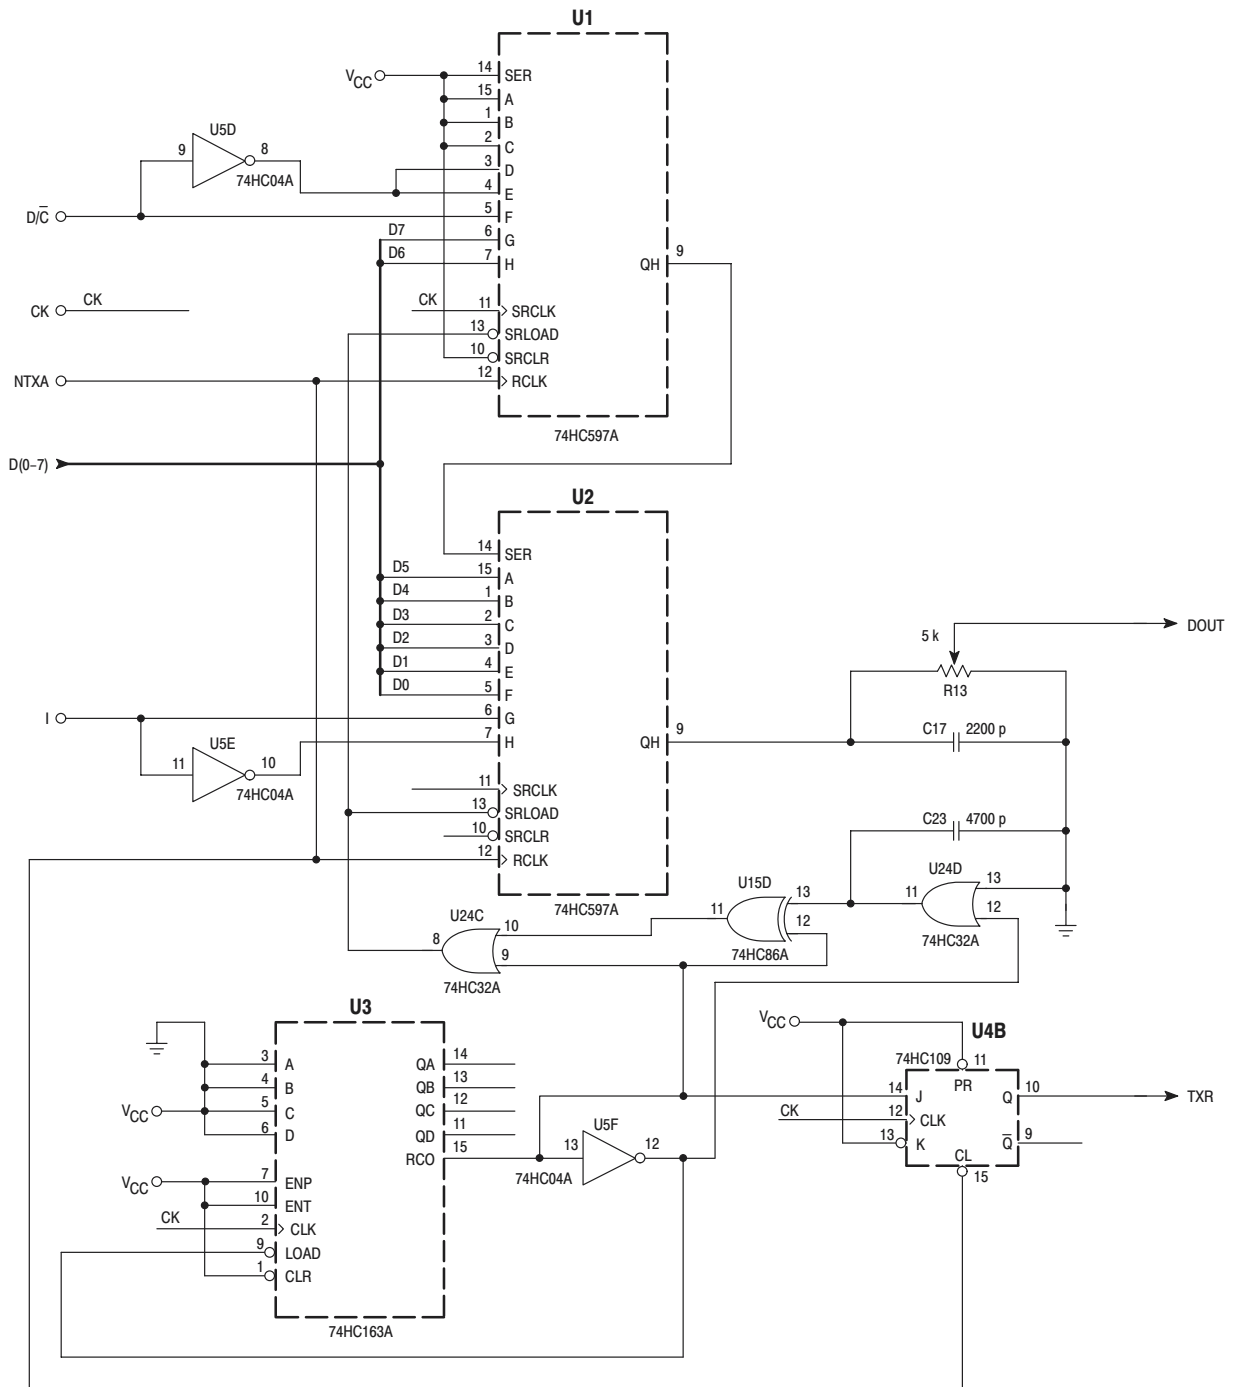 U1
VCC
14 SER
15 A
1 B
2 C
3 D
4 E
5 F
D7 6 G
D6 7 H
QH 9
CK 11 SRCLK
13 SRLOAD
10 SRCLR
12 RCLK
74HC597A
U5D
9 8
74HC04A
D/C̅
CK CK
NTXA
D(0–7)
U2
14 SER
D5 15 A
D4 1 B
D3 2 C
D2 3 D
D1 4 E
D0 5 F
6 G
7 H
QH 9
11 SRCLK
13 SRLOAD
10 SRCLR
12 RCLK
74HC597A
I
U5E
11 10
74HC04A
DOUT
5 k
R13
C17 2200 p
C23 4700 p
U24D
11 13
12
74HC32A
U15D
11 13
12
74HC86A
U24C
8 10
9
74HC32A
U3
3 A
4 B
VCC 5 C
6 D
QA 14
QB 13
QC 12
QD 11
RCO 15
VCC 7 ENP
10 ENT
CK 2 CLK
9 LOAD
1 CLR
74HC163A
U5F
13 12
74HC04A
VCC
U4B
74HC109 11
PR
14 J
Q 10
TXR
CK 12 CLK
13 K
Q̅ 9
CL
15